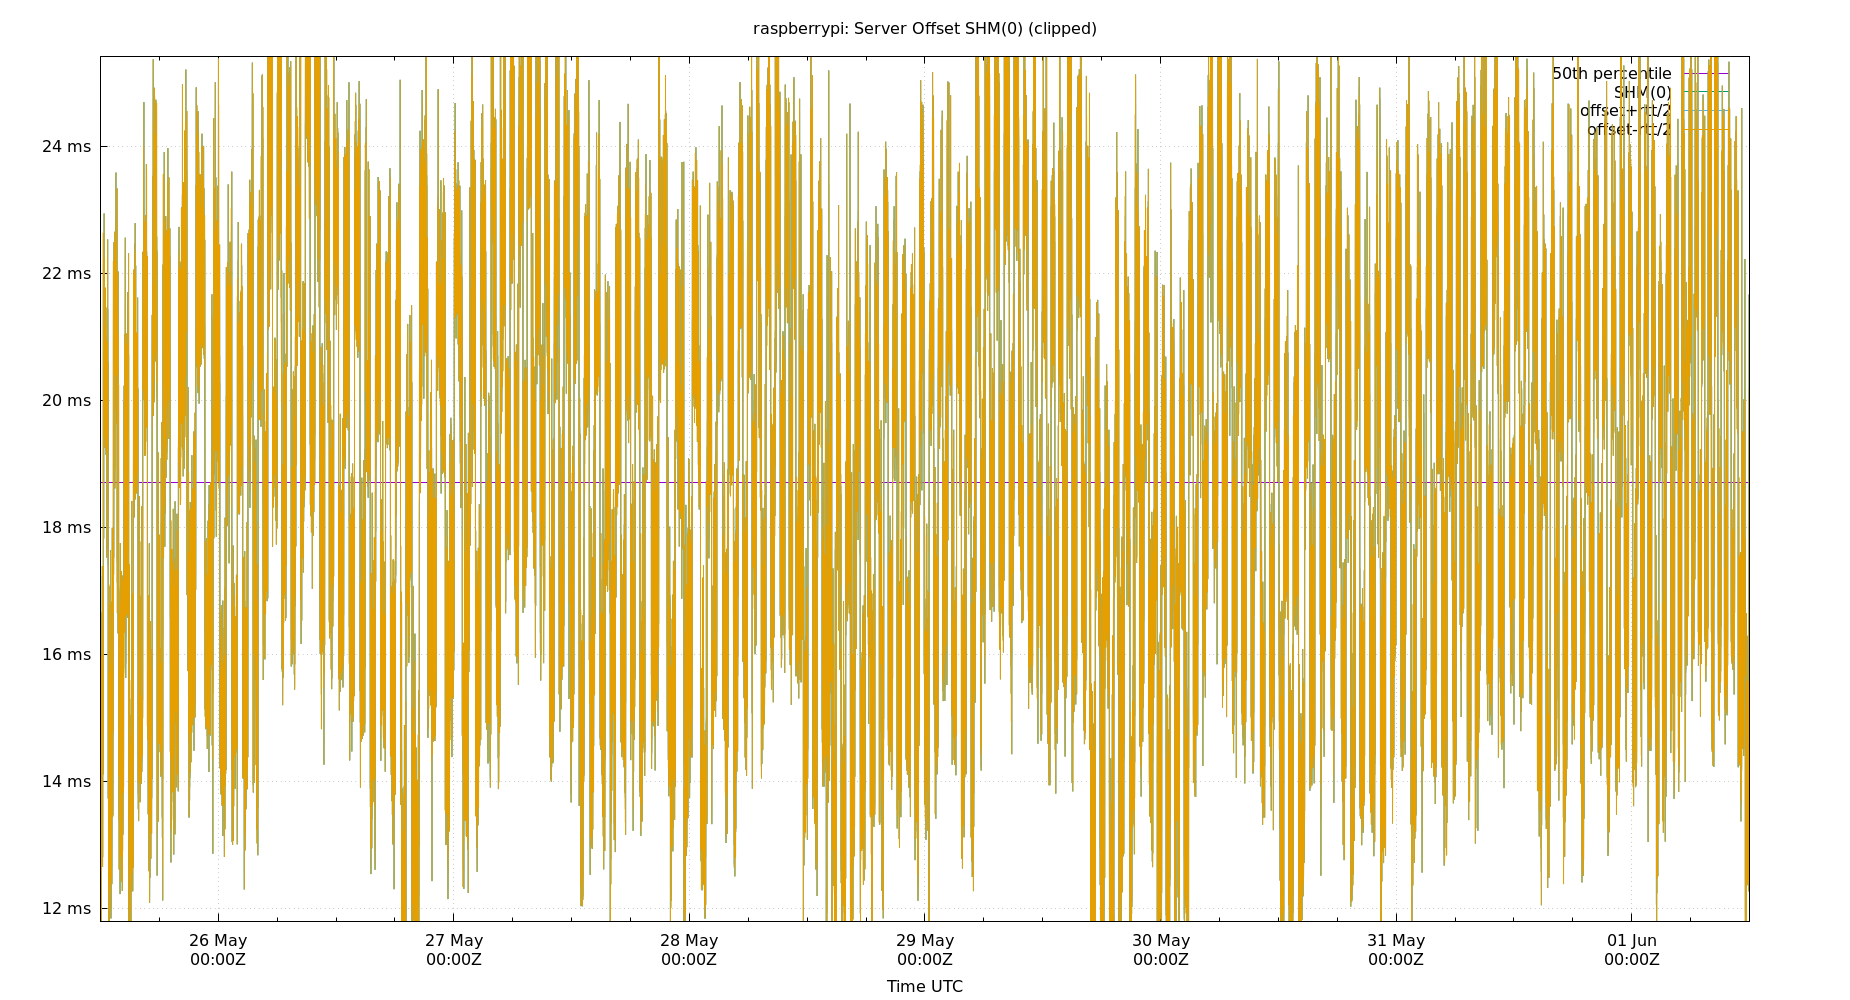 raspberrypi: Server Offset SHM(0) (clipped)
50th percentile
SHM(0)
offset+rtt/2
offset-rtt/2
24 ms
22 ms
20 ms
18 ms
16 ms
14 ms
12 ms
26 May 27 May 28 May 29 May 30 May 31 May 01 Jun
00:00Z 00:00Z 00:00Z 00:00Z 00:00Z 00:00Z 00:00Z
Time UTC